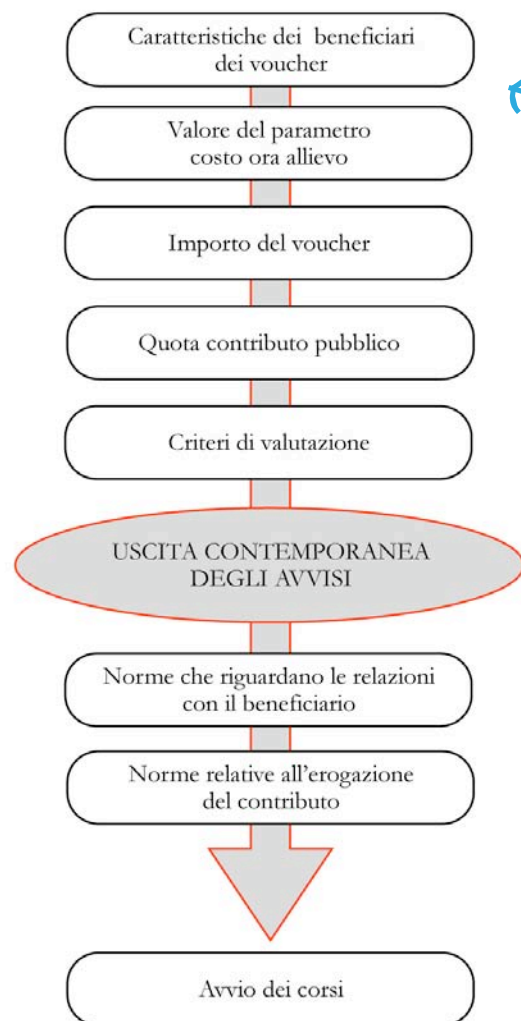 Caratteristiche dei beneficiari
dei voucher
Valore del parametro
costo ora allievo
Importo del voucher
Quota contributo pubblico
Criteri di valutazione
USCITA CONTEMPORANEA
DEGLI AVVISI
Norme che riguardano le relazioni
con il beneficiario
Norme relative all’erogazione
del contributo
Avvio dei corsi